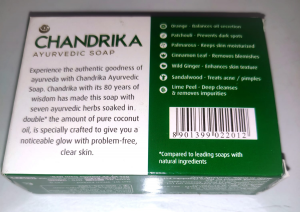 CHANDRIKA
AYURVEDIC SOAP
Experience the authentic goodness of
ayurveda with Chandrika Ayurvedic
Soap. Chandrika with its 80 years of
wisdom has made this soap with
seven ayurvedic herbs soaked in
double* the amount of pure coconut
oil, is specially crafted to give you a
noticeable glow with problem-free,
clear skin.
Orange - Balances oil secretion
Patchouli - Prevents dark spots
Palmarosa - Keeps skin moisturized
Cinnamon Leaf - Removes Blemishes
Wild Ginger - Enhances skin texture
Sandalwood - Treats acne / pimples
Lime Peel - Deep cleanses
& removes impurities
8901399022012
*Compared to leading soaps with
natural ingredients